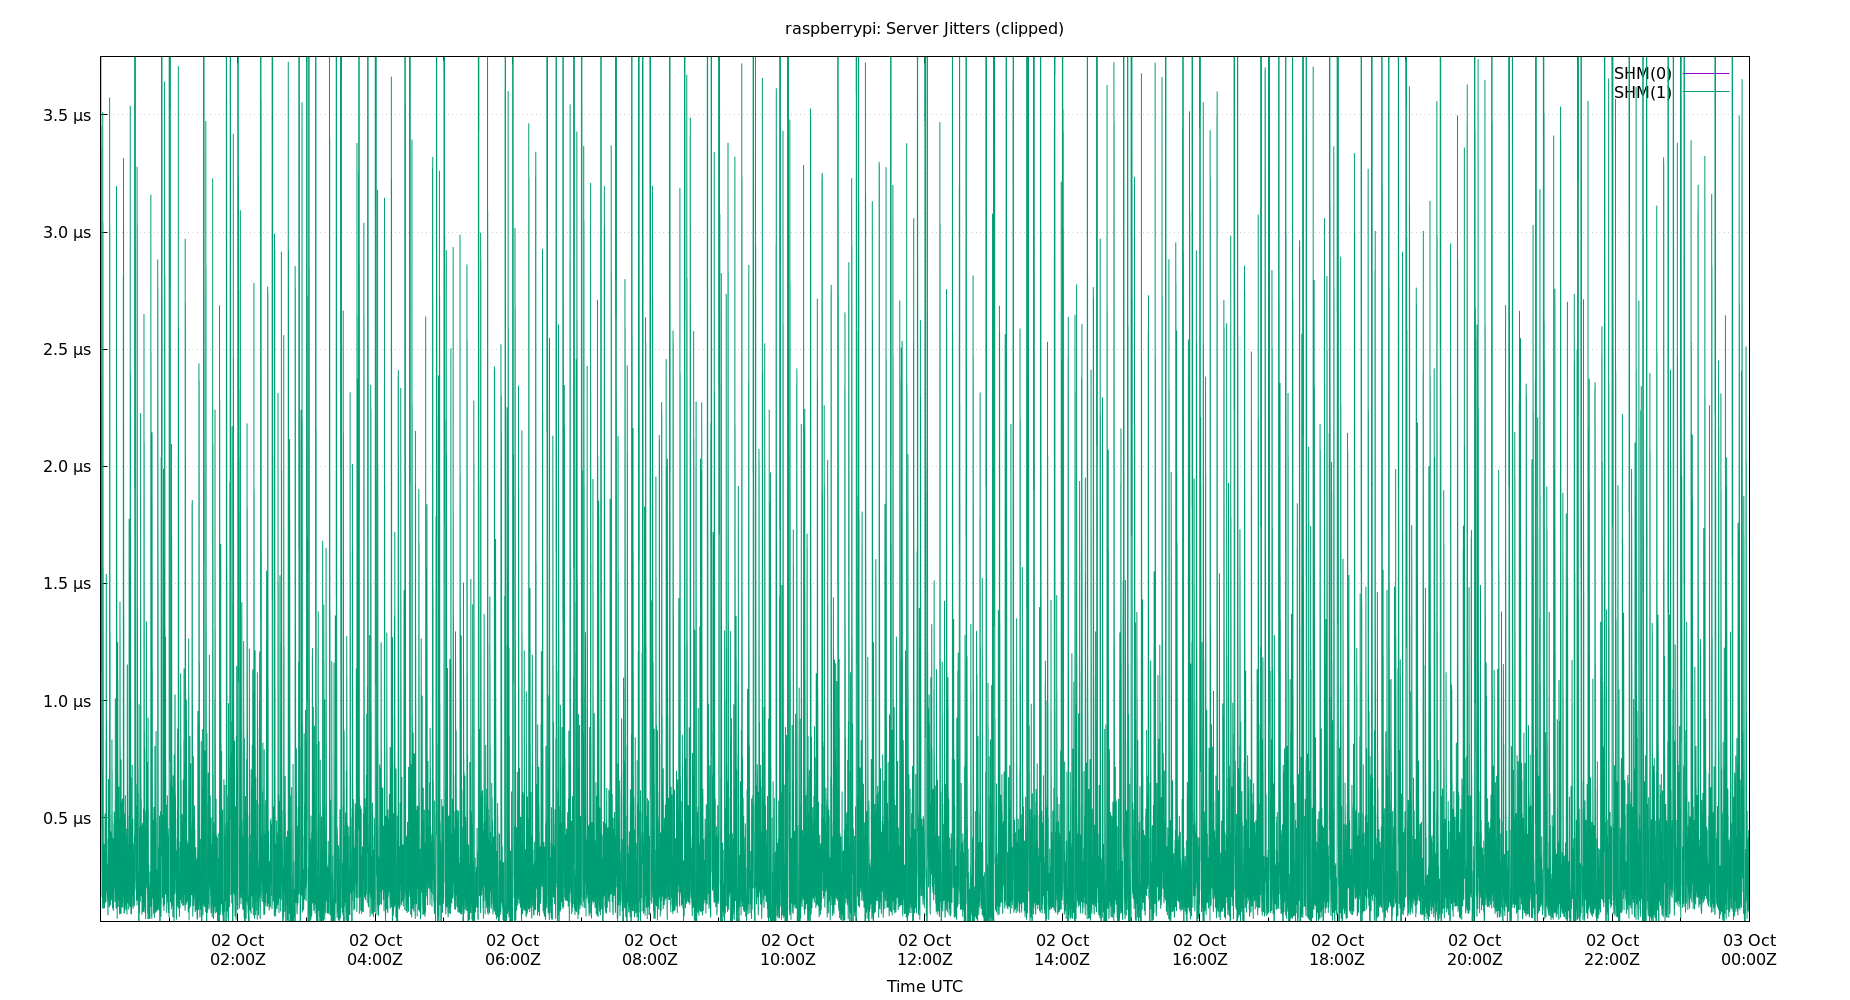 raspberrypi: Server Jitters (clipped)
SHM(0)
SHM(1)
3.5 µs
3.0 µs
2.5 µs
2.0 µs
1.5 µs
1.0 µs
0.5 µs
02 Oct 02 Oct 02 Oct 02 Oct 02 Oct 02 Oct 02 Oct 02 Oct 02 Oct 02 Oct 02 Oct 03 Oct
02:00Z 04:00Z 06:00Z 08:00Z 10:00Z 12:00Z 14:00Z 16:00Z 18:00Z 20:00Z 22:00Z 00:00Z
Time UTC